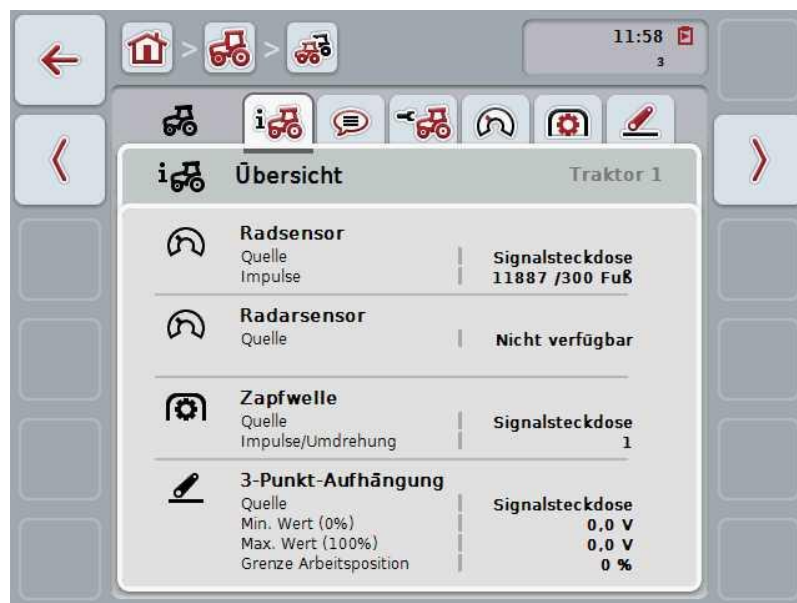 11:58
3
i
i Übersicht Traktor 1
Radsensor
Quelle Signalsteckdose
Impulse 11887 /300 Fuß
Radarsensor
Quelle Nicht verfügbar
Zapfwelle
Quelle Signalsteckdose
Impulse/Umdrehung 1
3-Punkt-Aufhängung
Quelle Signalsteckdose
Min. Wert (0%) 0,0 V
Max. Wert (100%) 0,0 V
Grenze Arbeitsposition 0 %